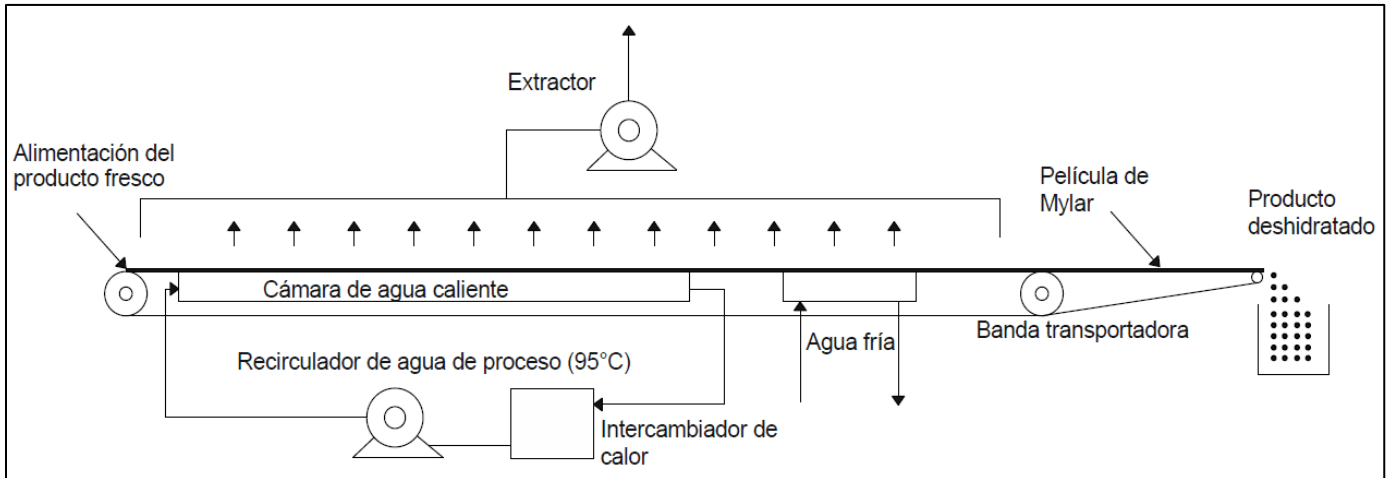 Extractor
Alimentación del
producto fresco
Película de
Mylar
Producto
deshidratado
Cámara de agua caliente
Agua fría
Banda transportadora
Recirculador de agua de proceso (95°C)
Intercambiador de
calor